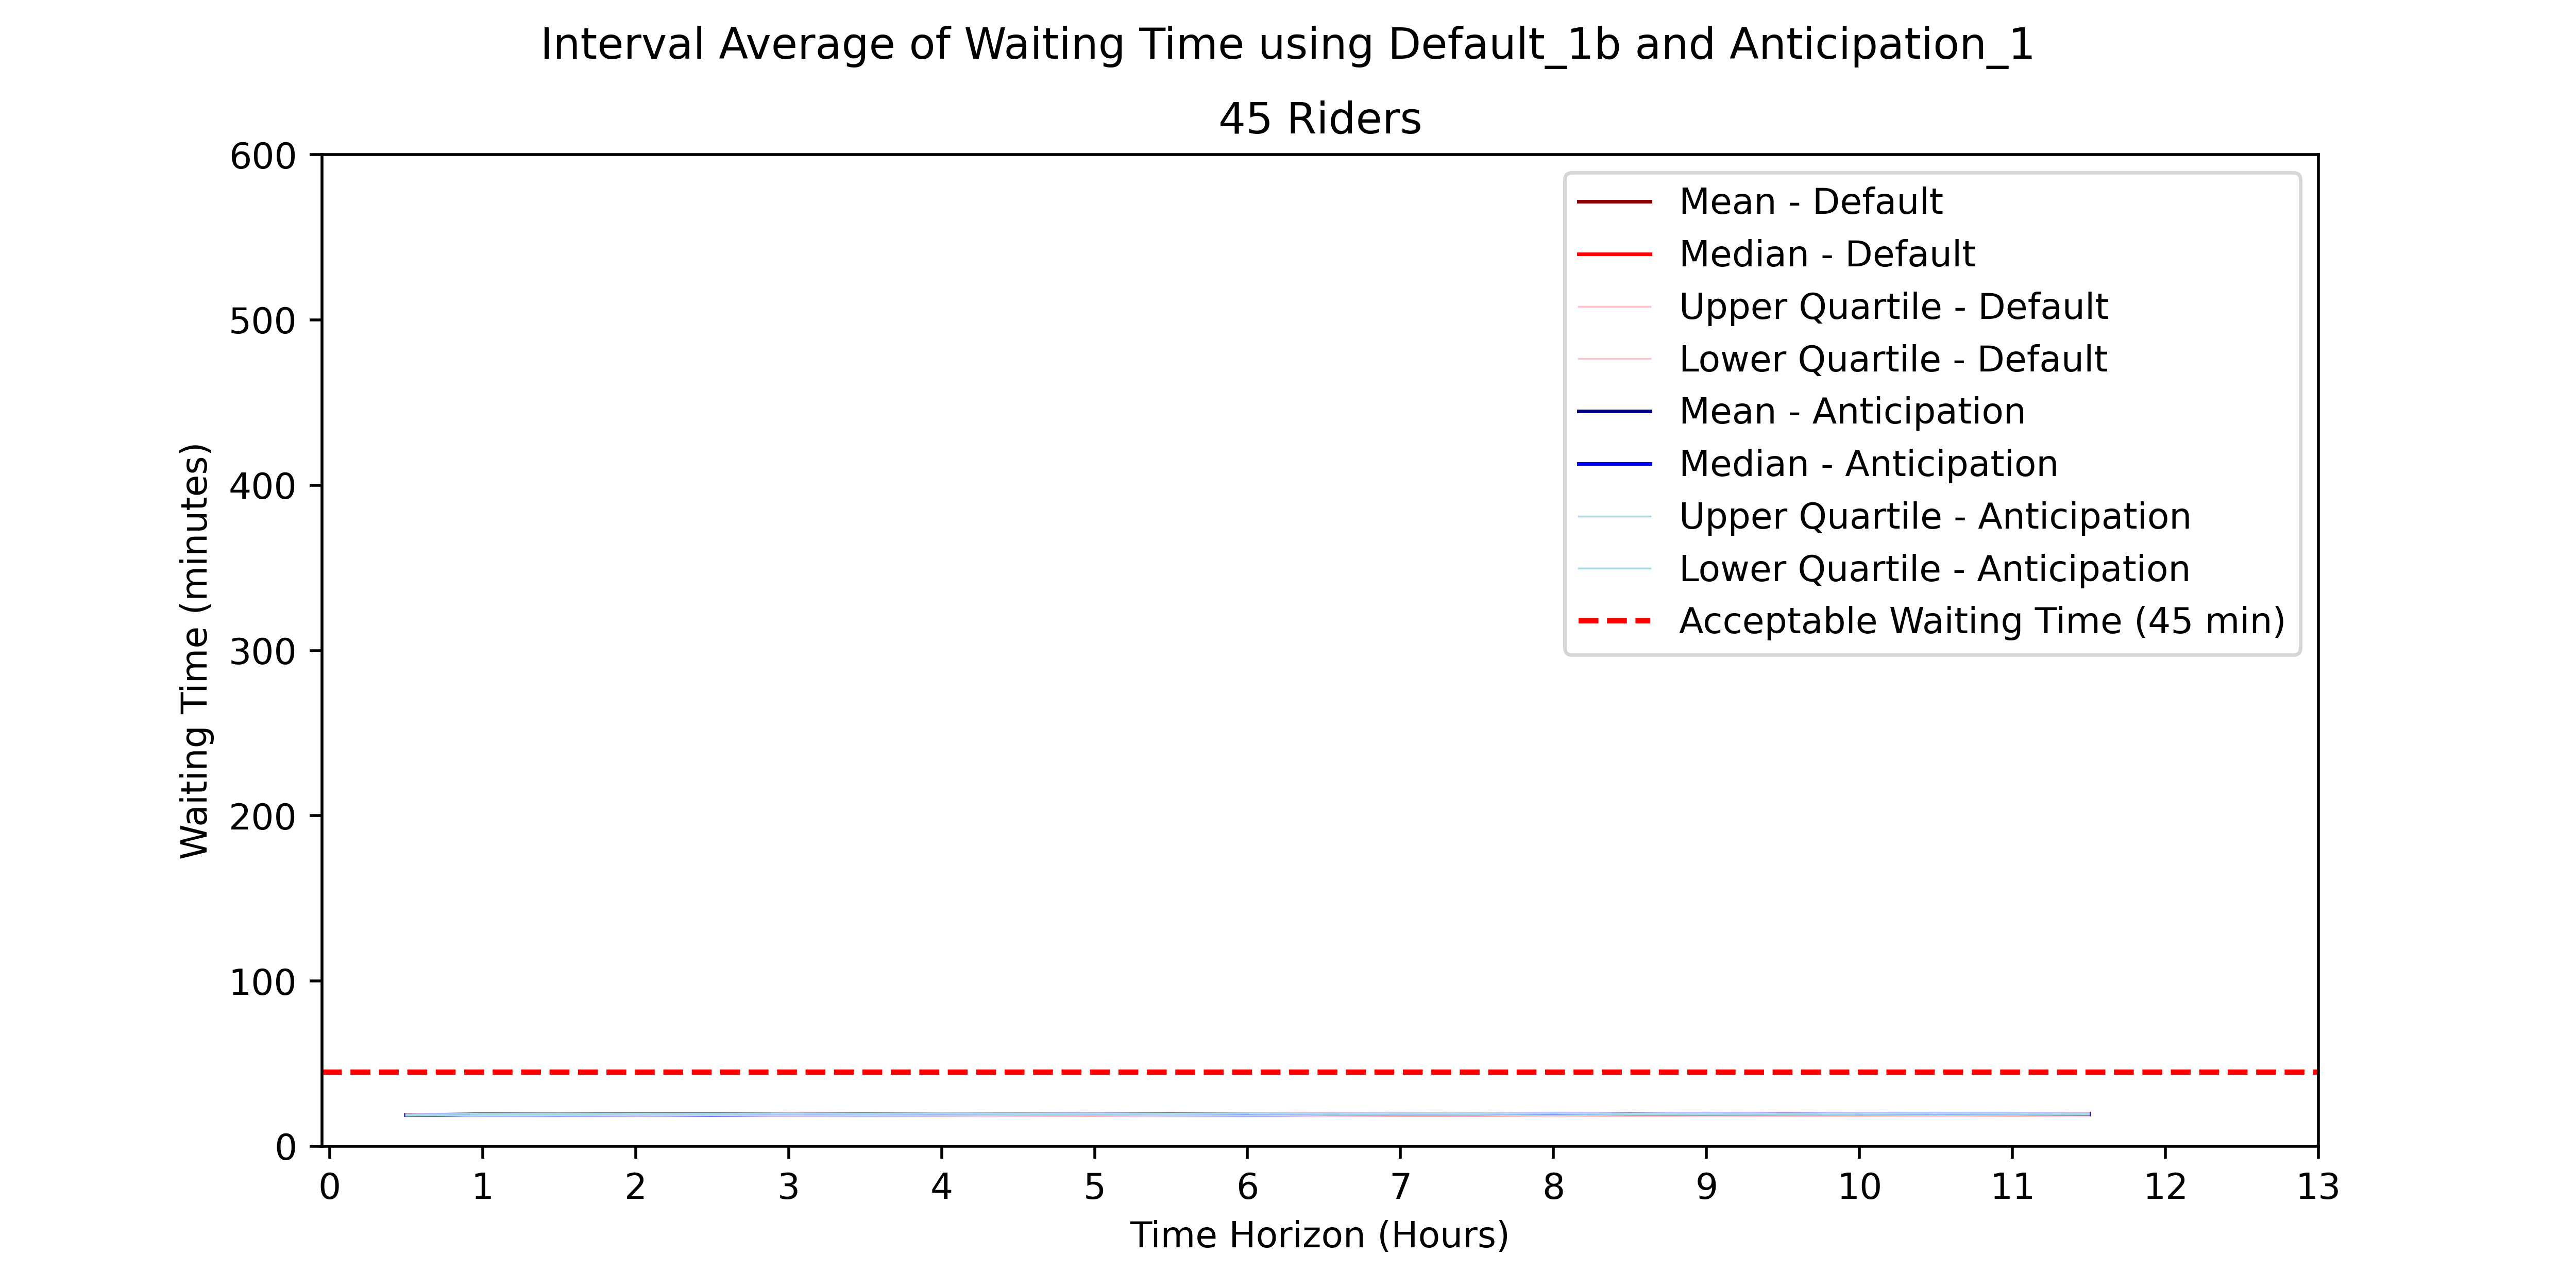 Interval Average of Waiting Time using Default_1b and Anticipation_1
45 Riders
600
500
400
300
200
100
0
Waiting Time (minutes)
Mean - Default
Median - Default
Upper Quartile - Default
Lower Quartile - Default
Mean - Anticipation
Median - Anticipation
Upper Quartile - Anticipation
Lower Quartile - Anticipation
Acceptable Waiting Time (45 min)
0 1 2 3 4 5 6 7 8 9 10 11 12 13
Time Horizon (Hours)